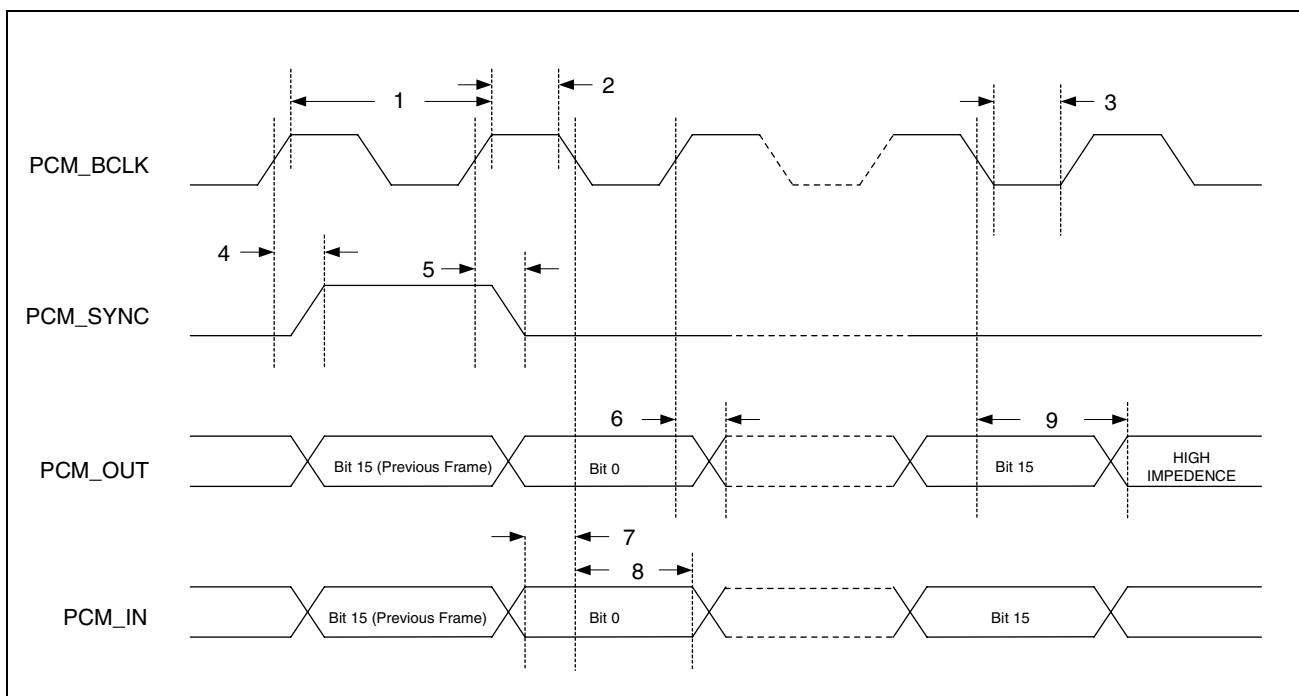 1
2
3
PCM_BCLK
4
5
PCM_SYNC
6
9
PCM_OUT
Bit 15 (Previous Frame)
Bit 0
Bit 15
HIGH
IMPEDENCE
7
8
PCM_IN
Bit 15 (Previous Frame)
Bit 0
Bit 15